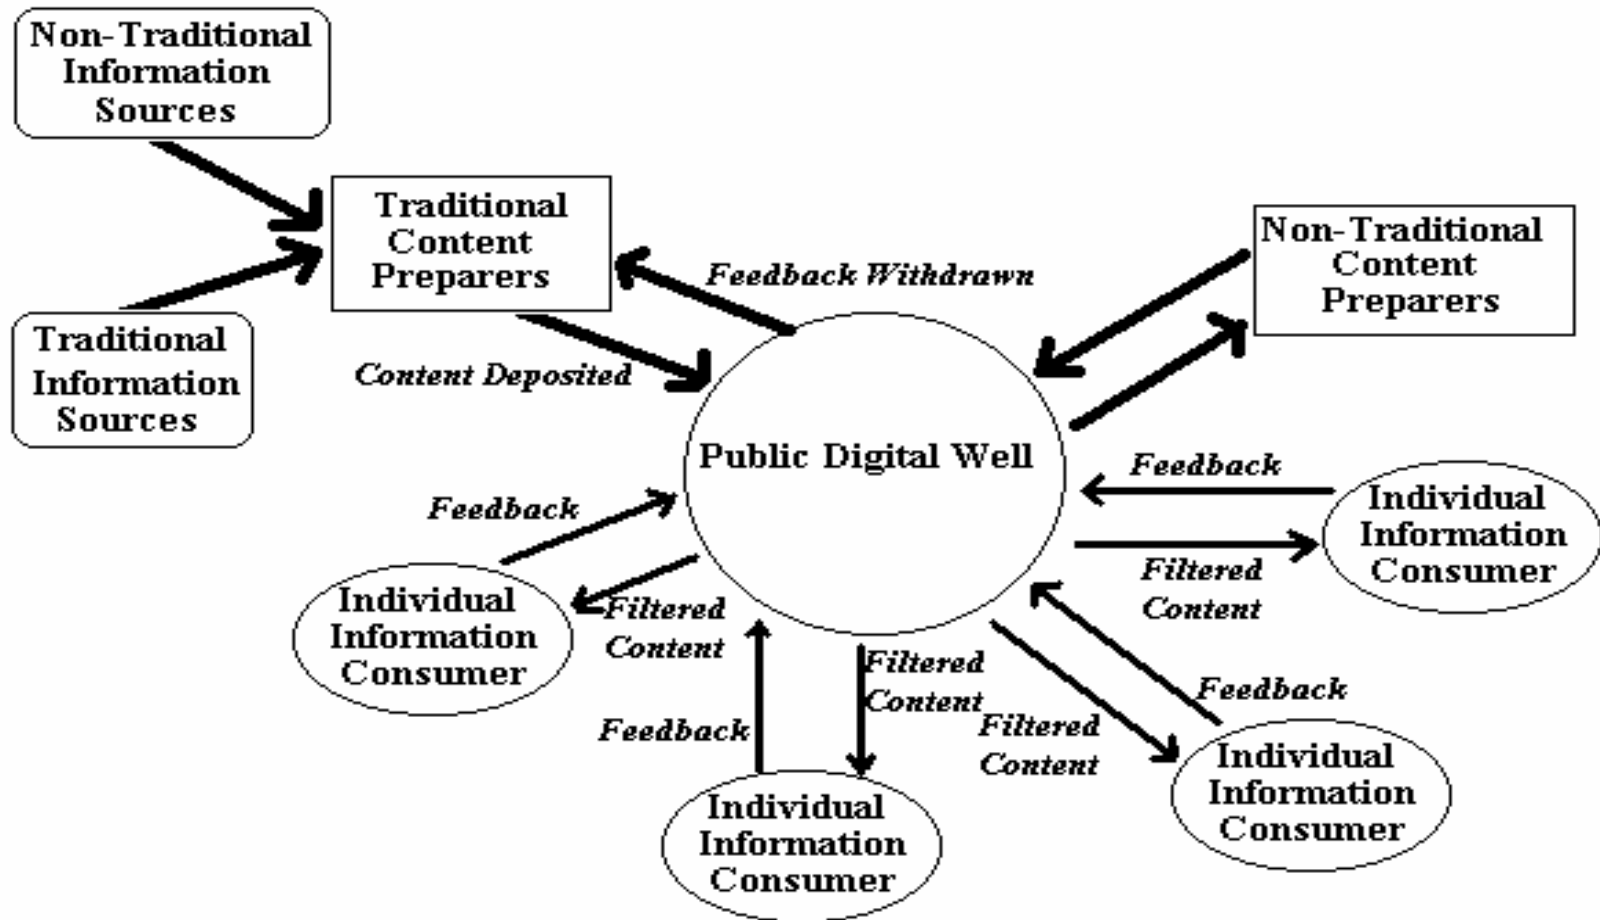 Non-Traditional
Information
Sources
Traditional
Content
Preparers
Non-Traditional
Content
Preparers
Feedback Withdrawn
Traditional
Information
Sources
Content Deposited
Public Digital Well
Feedback
Individual
Information
Consumer
Feedback
Filtered
Content
Individual
Information
Consumer
Filtered
Content
Filtered
Content
Feedback
Feedback
Filtered
Content
Individual
Information
Consumer
Individual
Information
Consumer